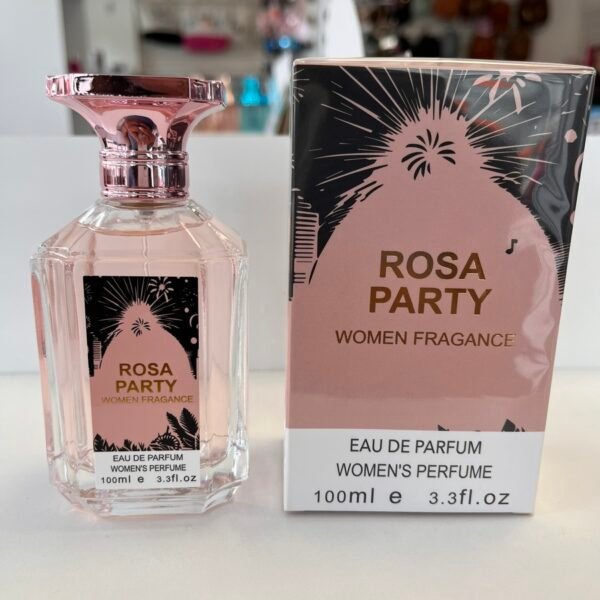 ROSA
PARTY
WOMEN FRAGANCE
EAU DE PARFUM
WOMEN'S PERFUME
100ml e 3.3fl.oz
ROSA
PARTY
WOMEN FRAGANCE
EAU DE PARFUM
WOMEN'S PERFUME
100ml e 3.3fl.oz